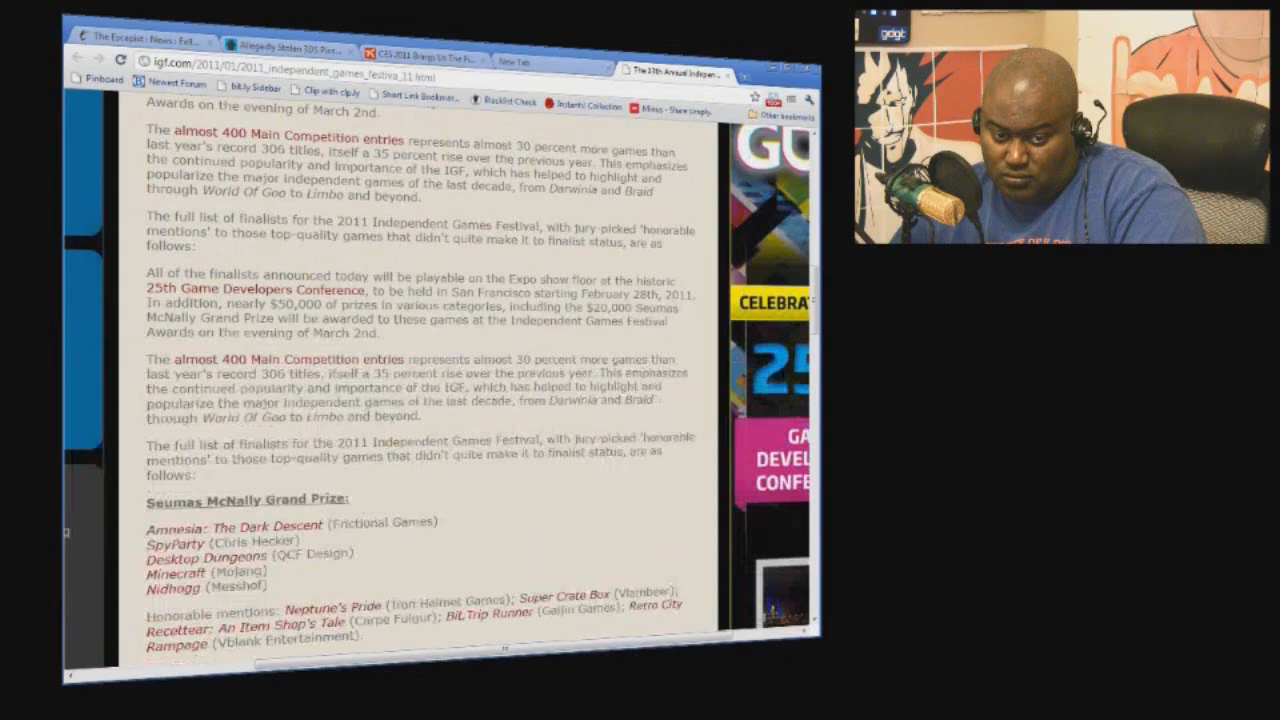 The Escapist : News : Fall...
Allegedly Stolen 3DS Pict...
CES 2011 Brings Us The Fi...
New Tab
The 13th Annual Indepen...
igf.com/2011/01/2011_independent_games_festiva_11.html
Pinboard
Newest Forum
bit.ly Sidebar
Clip with clp.ly
Short Link Bookmar...
Blacklist Check
Instants! Collection
Minus - Share simply.
Other bookmarks
Awards on the evening of March 2nd.
The almost 400 Main Competition entries represents almost 30 percent more games than
last year's record 306 titles, itself a 35 percent rise over the previous year. This emphasizes
the continued popularity and importance of the IGF, which has helped to highlight and
popularize the major independent games of the last decade, from Darwinia and Braid
through World Of Goo to Limbo and beyond.
The full list of finalists for the 2011 Independent Games Festival, with jury-picked 'honorable
mentions' to those top-quality games that didn't quite make it to finalist status, are as
follows:
All of the finalists announced today will be playable on the Expo show floor at the historic
25th Game Developers Conference, to be held in San Francisco starting February 28th, 2011.
In addition, nearly $50,000 of prizes in various categories, including the $20,000 Seumas
McNally Grand Prize will be awarded to these games at the Independent Games Festival
Awards on the evening of March 2nd.
The almost 400 Main Competition entries represents almost 30 percent more games than
last year's record 306 titles, itself a 35 percent rise over the previous year. This emphasizes
the continued popularity and importance of the IGF, which has helped to highlight and
popularize the major independent games of the last decade, from Darwinia and Braid
through World Of Goo to Limbo and beyond.
The full list of finalists for the 2011 Independent Games Festival, with jury-picked 'honorable
mentions' to those top-quality games that didn't quite make it to finalist status, are as
follows:
Seumas McNally Grand Prize:
Amnesia: The Dark Descent (Frictional Games)
SpyParty (Chris Hecker)
Desktop Dungeons (QCF Design)
Minecraft (Mojang)
Nidhogg (Messhof)
Honorable mentions: Neptune's Pride (Iron Helmet Games); Super Crate Box (Vlambeer);
Recettear: An Item Shop's Tale (Carpe Fulgur); Bit.Trip Runner (Gaijin Games); Retro City
Rampage (Vblank Entertainment).
GU
CELEBRA
25
GA
DEVEL
CONFE
gdgt